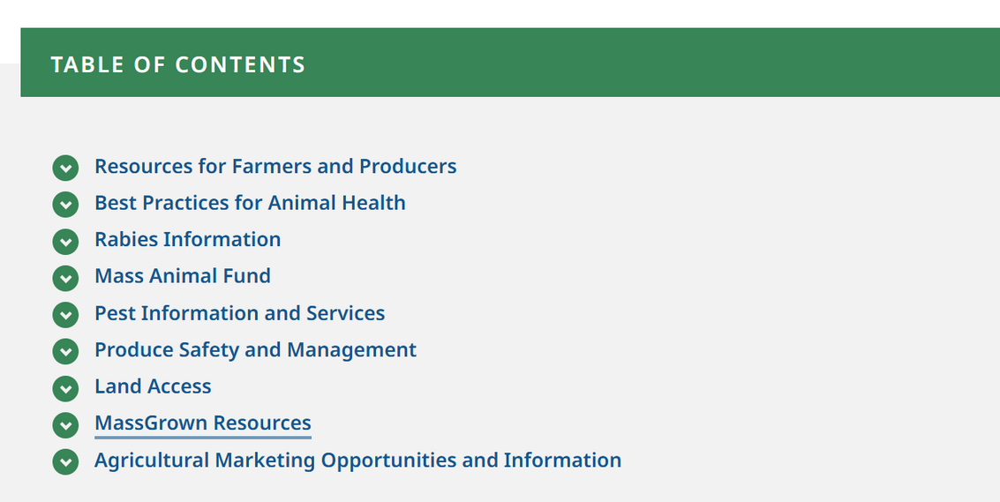 TABLE OF CONTENTS
Resources for Farmers and Producers
Best Practices for Animal Health
Rabies Information
Mass Animal Fund
Pest Information and Services
Produce Safety and Management
Land Access
MassGrown Resources
Agricultural Marketing Opportunities and Information